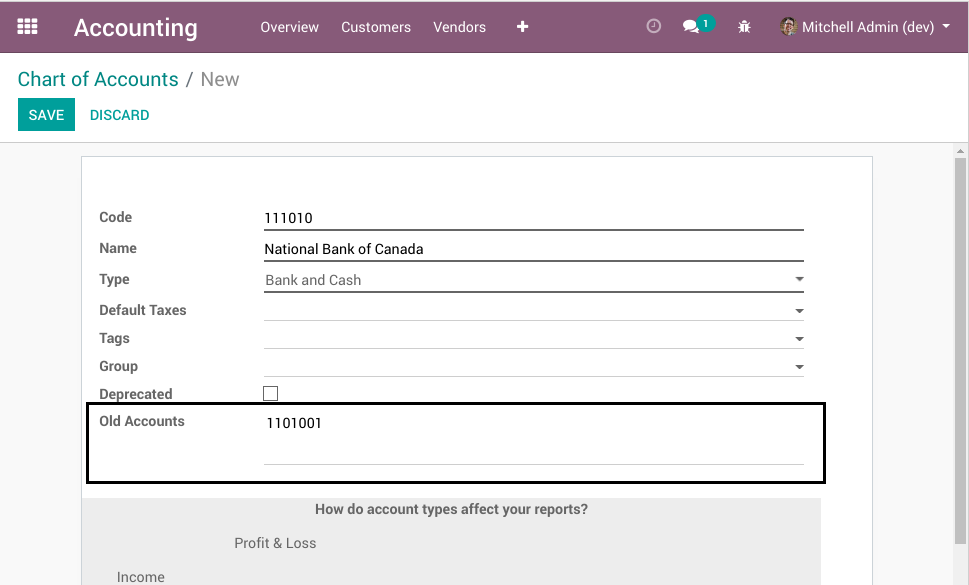 Accounting Overview Customers Vendors 1 Mitchell Admin (dev)
Chart of Accounts / New
SAVE DISCARD
Code 111010
Name National Bank of Canada
Type Bank and Cash
Default Taxes
Tags
Group
Deprecated
Old Accounts 1101001
How do account types affect your reports?
Profit & Loss
Income